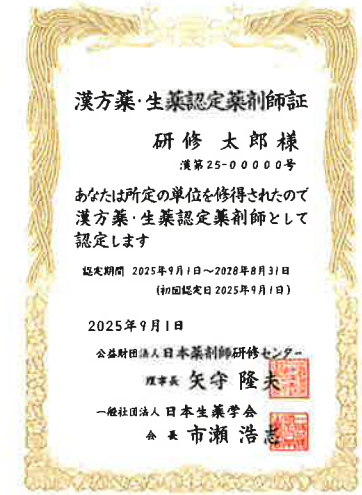 漢方薬・生薬認定薬剤師証
研修 太郎様
漢第25-00000号
あなたは所定の単位を修得されたので
漢方薬・生薬認定薬剤師として
認定します
認定期間 2025年9月1日～2028年8月31日
(初回認定日2025年9月1日)
2025年9月1日
公益財団法人日本薬剤師研修センター
理事長 矢守 隆夫
一般社団法人 日本生薬学会
会長 市瀬 浩志